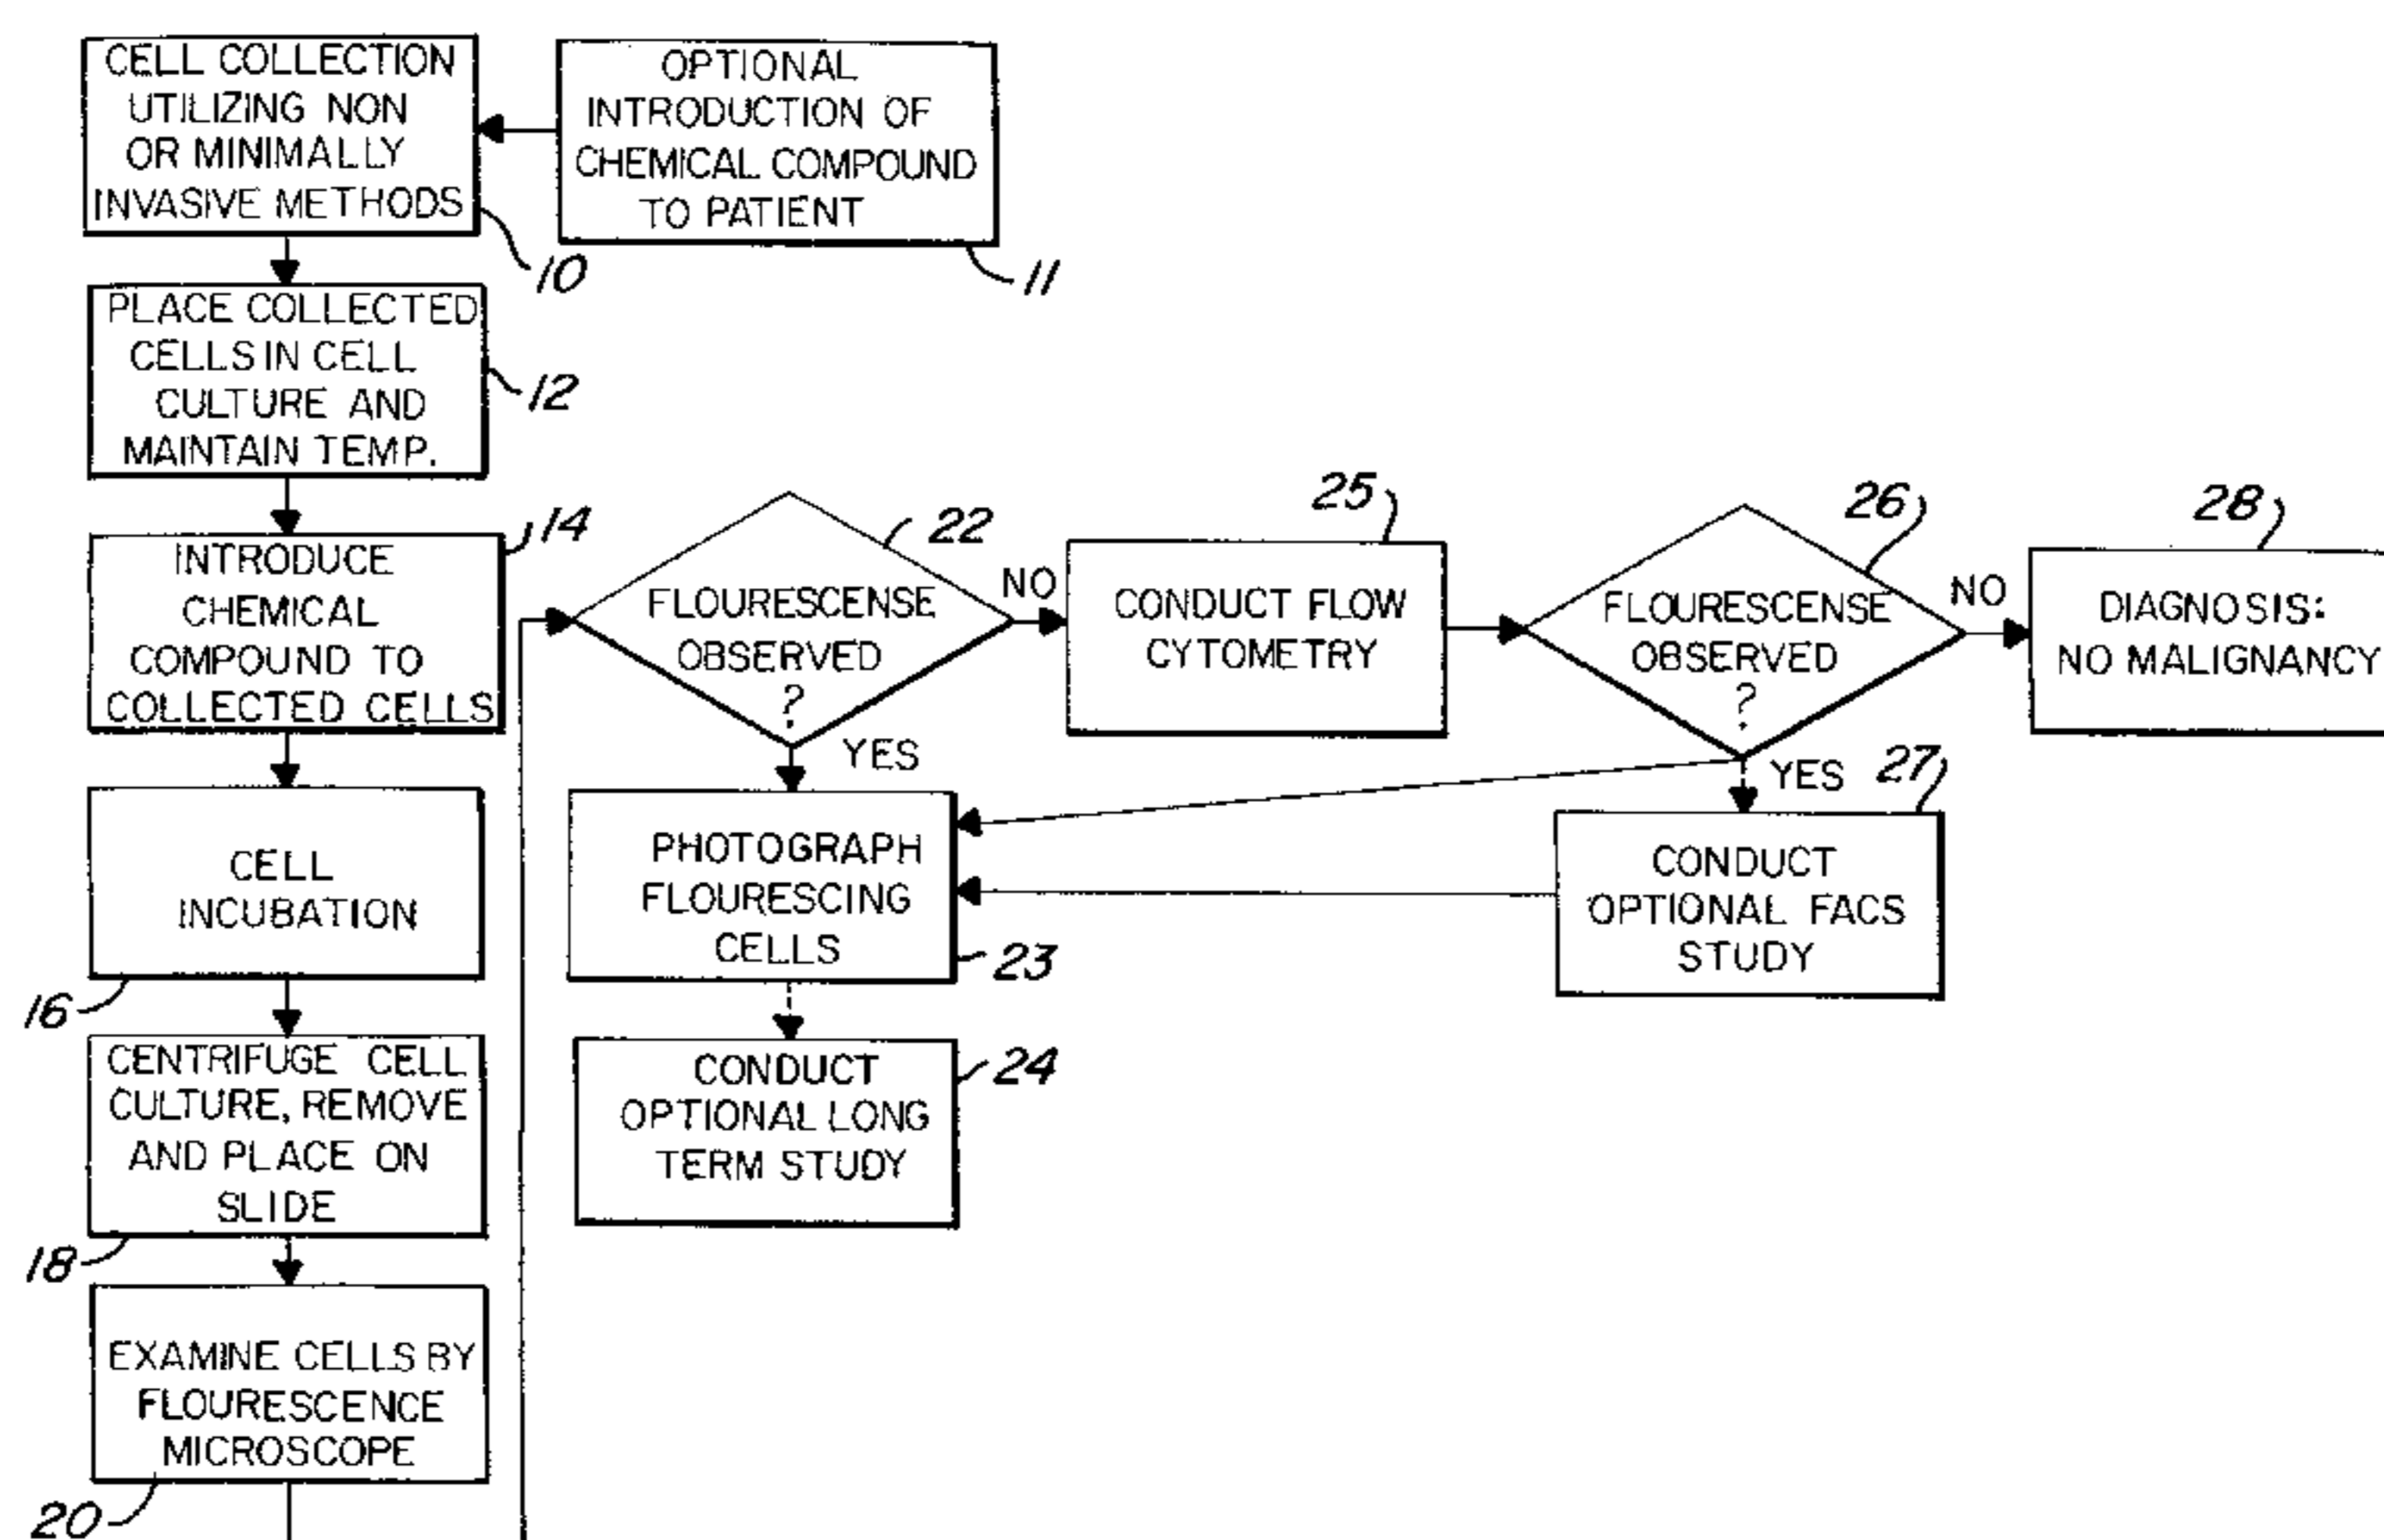 CELL COLLECTION
UTILIZING NON
OR MINIMALLY
INVASIVE METHODS
10
OPTIONAL
INTRODUCTION OF
CHEMICAL COMPOUND
TO PATIENT
11
PLACE COLLECTED
CELLS IN CELL
CULTURE AND
MAINTAIN TEMP.
12
INTRODUCE
CHEMICAL
COMPOUND TO
COLLECTED CELLS
14
CELL
INCUBATION
16
CENTRIFUGE CELL
CULTURE, REMOVE
AND PLACE ON
SLIDE
18
EXAMINE CELLS BY
FLOURESCENCE
MICROSCOPE
20
FLOURESCENSE
OBSERVED
?
22
NO
YES
CONDUCT FLOW
CYTOMETRY
25
FLOURESCENSE
OBSERVED
?
26
NO
YES
DIAGNOSIS:
NO MALIGNANCY
28
PHOTOGRAPH
FLOURESCING
CELLS
23
CONDUCT
OPTIONAL FACS
STUDY
27
CONDUCT
OPTIONAL LONG
TERM STUDY
24